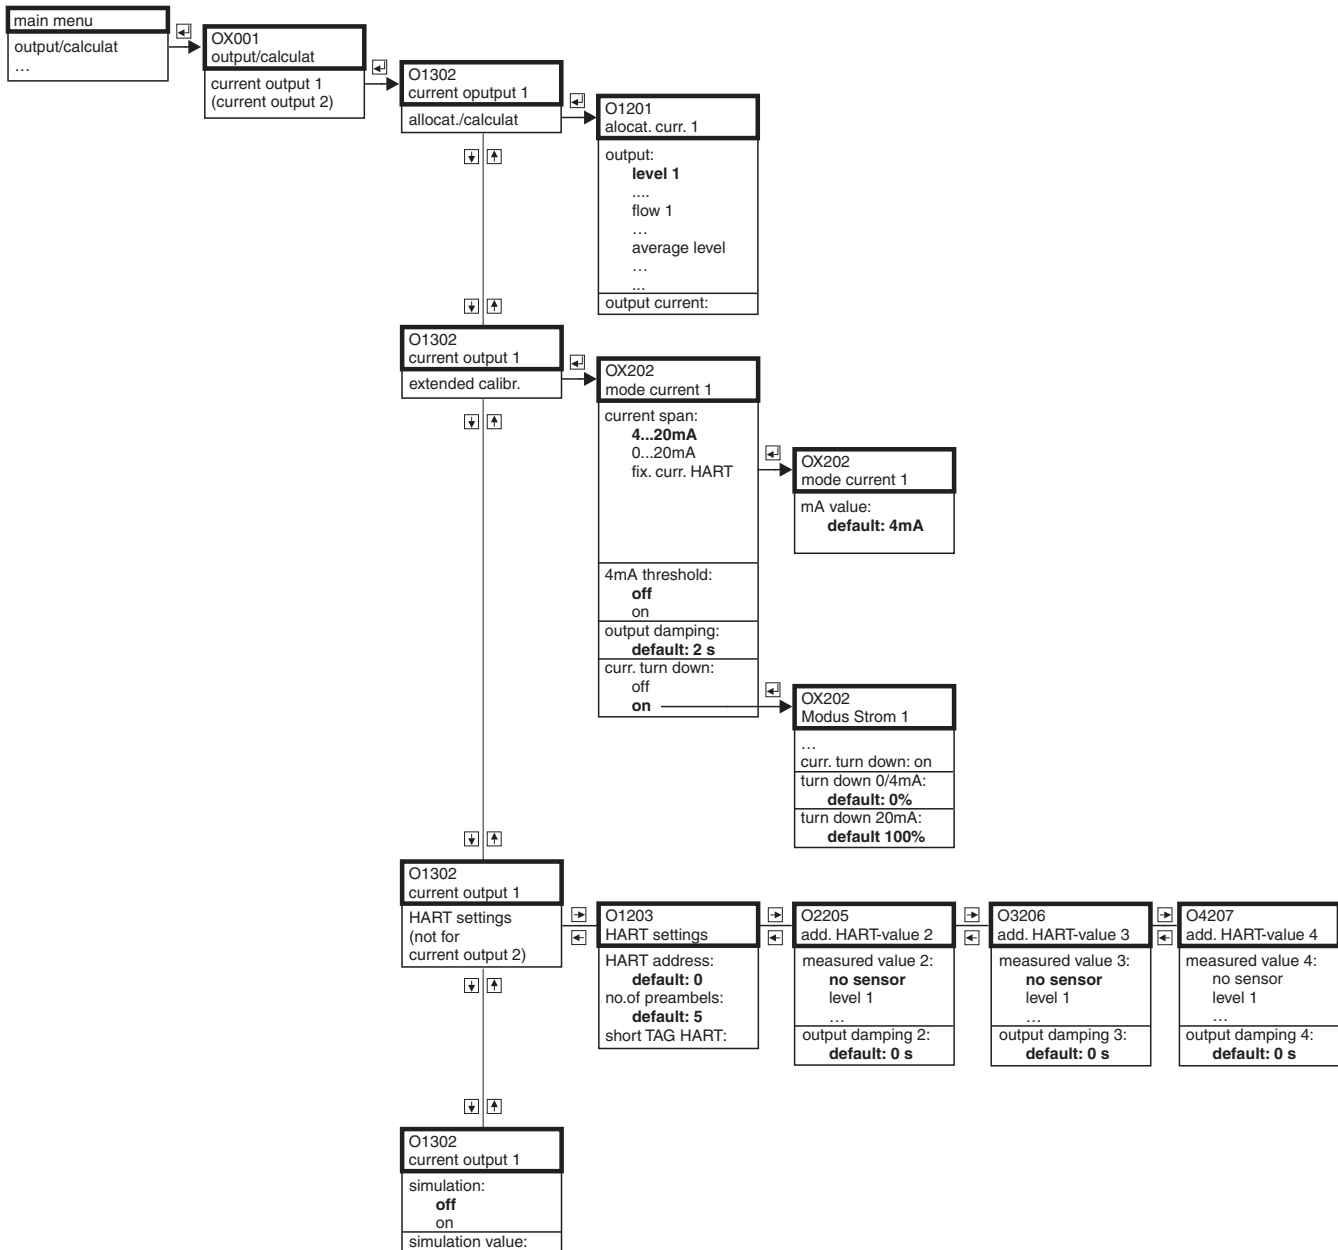 main menu
output/calculat
…
OX001
output/calculat
current output 1
(current output 2)
O1302
current oputput 1
allocat./calculat
O1201
alocat. curr. 1
output:
level 1
....
flow 1
…
average level
…
...
output current:
O1302
current output 1
extended calibr.
OX202
mode current 1
current span:
4...20mA
0...20mA
fix. curr. HART
4mA threshold:
off
on
output damping:
default: 2 s
curr. turn down:
off
on
OX202
mode current 1
mA value:
default: 4mA
OX202
Modus Strom 1
…
curr. turn down: on
turn down 0/4mA:
default: 0%
turn down 20mA:
default 100%
O1302
current output 1
HART settings
(not for
current output 2)
O1203
HART settings
HART address:
default: 0
no.of preambels:
default: 5
short TAG HART:
O2205
add. HART-value 2
measured value 2:
no sensor
level 1
…
output damping 2:
default: 0 s
O3206
add. HART-value 3
measured value 3:
no sensor
level 1
…
output damping 3:
default: 0 s
O4207
add. HART-value 4
measured value 4:
no sensor
level 1
…
output damping 4:
default: 0 s
O1302
current output 1
simulation:
off
on
simulation value: